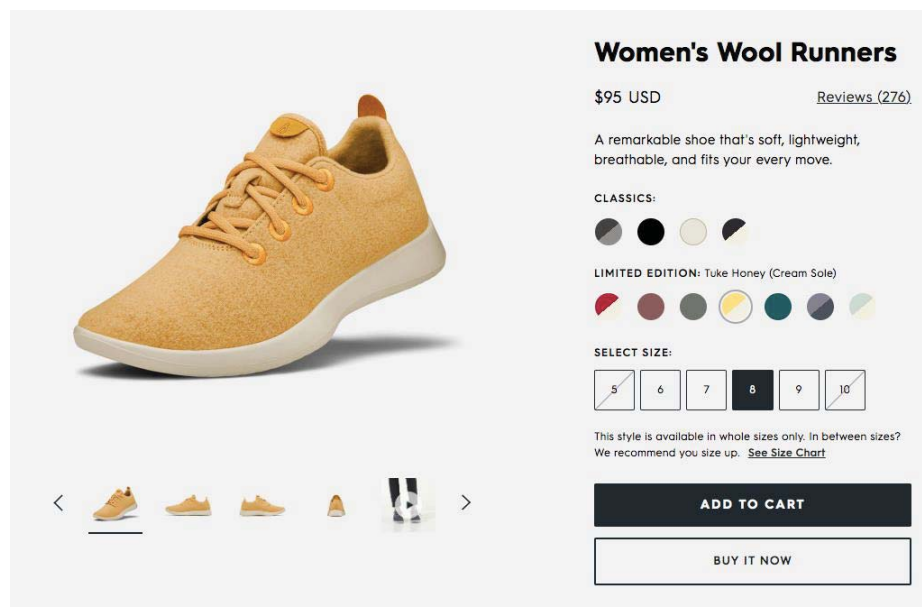 Women's Wool Runners
$95 USD Reviews (276)
A remarkable shoe that's soft, lightweight,
breathable, and fits your every move.
CLASSICS:
LIMITED EDITION: Tuke Honey (Cream Sole)
SELECT SIZE:
5 6 7 8 9 10
This style is available in whole sizes only. In between sizes?
We recommend you size up. See Size Chart
ADD TO CART
BUY IT NOW